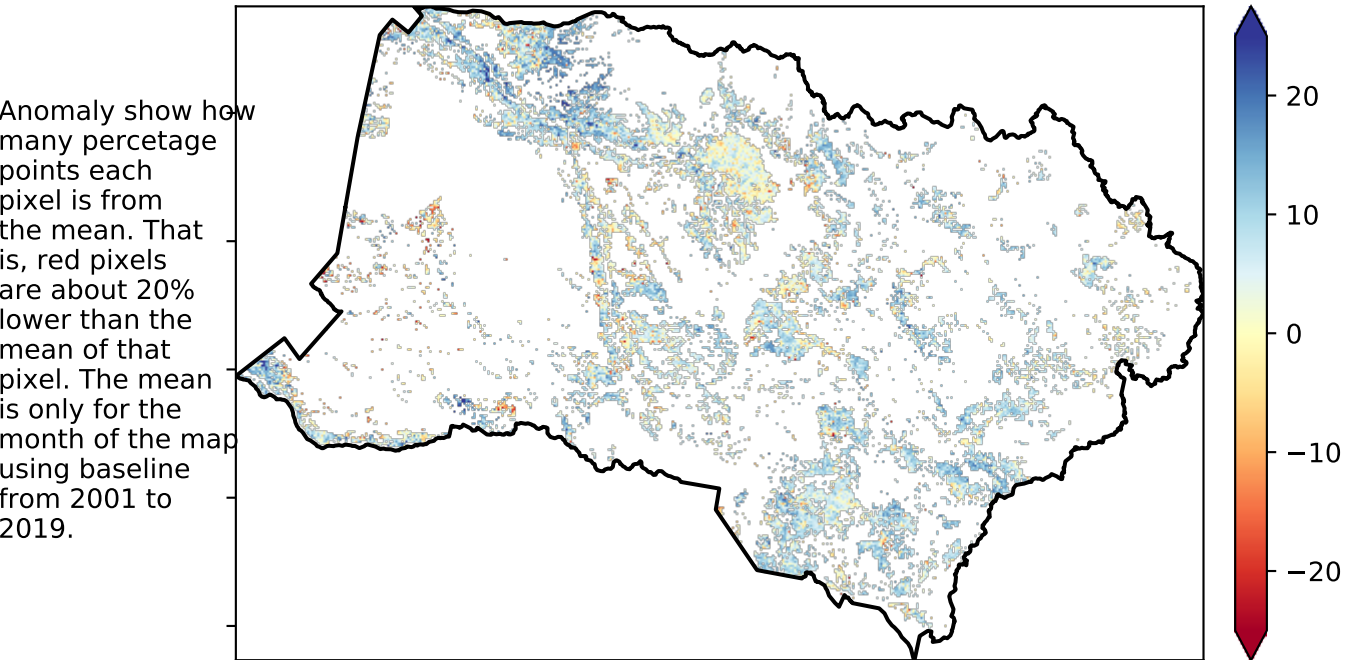 Anomaly show how
many percetage
points each
pixel is from
the mean. That
is, red pixels
are about 20%
lower than the
mean of that
pixel. The mean
is only for the
month of the map
using baseline
from 2001 to
2019.
20
10
0
−10
−20